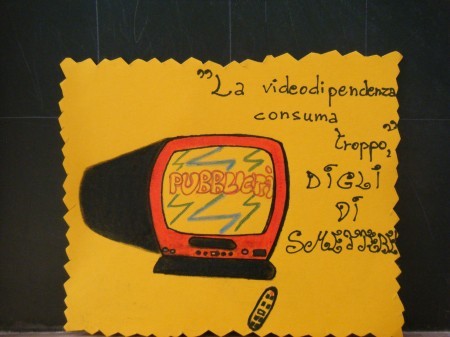 "La videodipendenza
consuma
troppo,"
DIGLI
DI
SMETTERE
PUBBLICITÀ